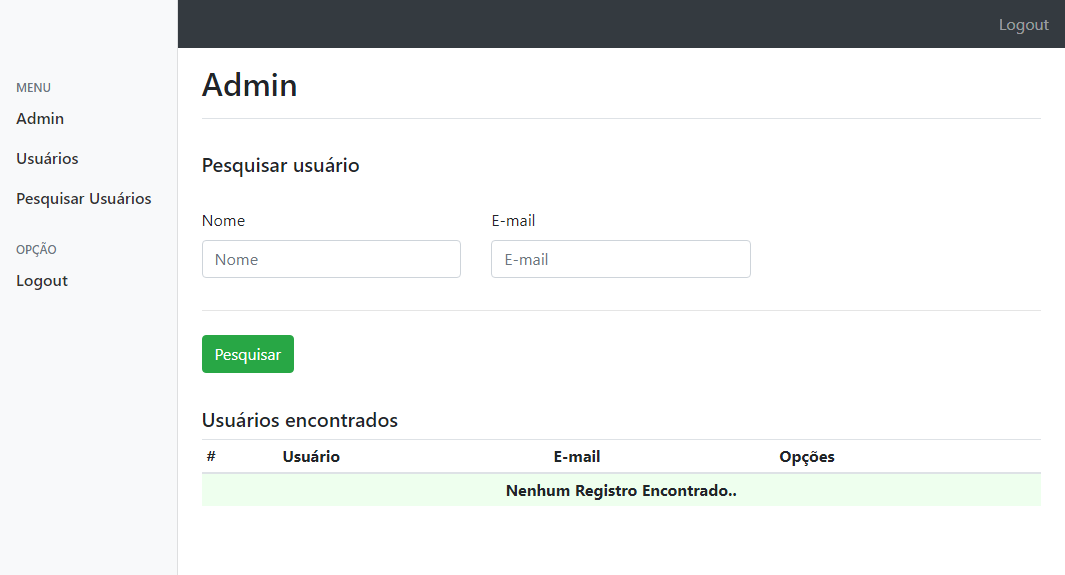 Logout
MENU
Admin
Usuários
Pesquisar Usuários
OPÇÃO
Logout
Admin
Pesquisar usuário
Nome E-mail
Nome E-mail
Pesquisar
Usuários encontrados
# Usuário E-mail Opções
Nenhum Registro Encontrado..